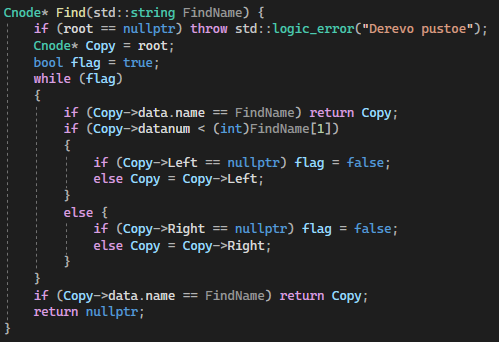 Cnode* Find(std::string FindName) {
if (root == nullptr) throw std::logic_error("Derevo pustoe");
Cnode* Copy = root;
bool flag = true;
while (flag)
{
if (Copy->data.name == FindName) return Copy;
if (Copy->datanum < (int)FindName[1])
{
if (Copy->Left == nullptr) flag = false;
else Copy = Copy->Left;
}
else {
if (Copy->Right == nullptr) flag = false;
else Copy = Copy->Right;
}
}
if (Copy->data.name == FindName) return Copy;
return nullptr;
}